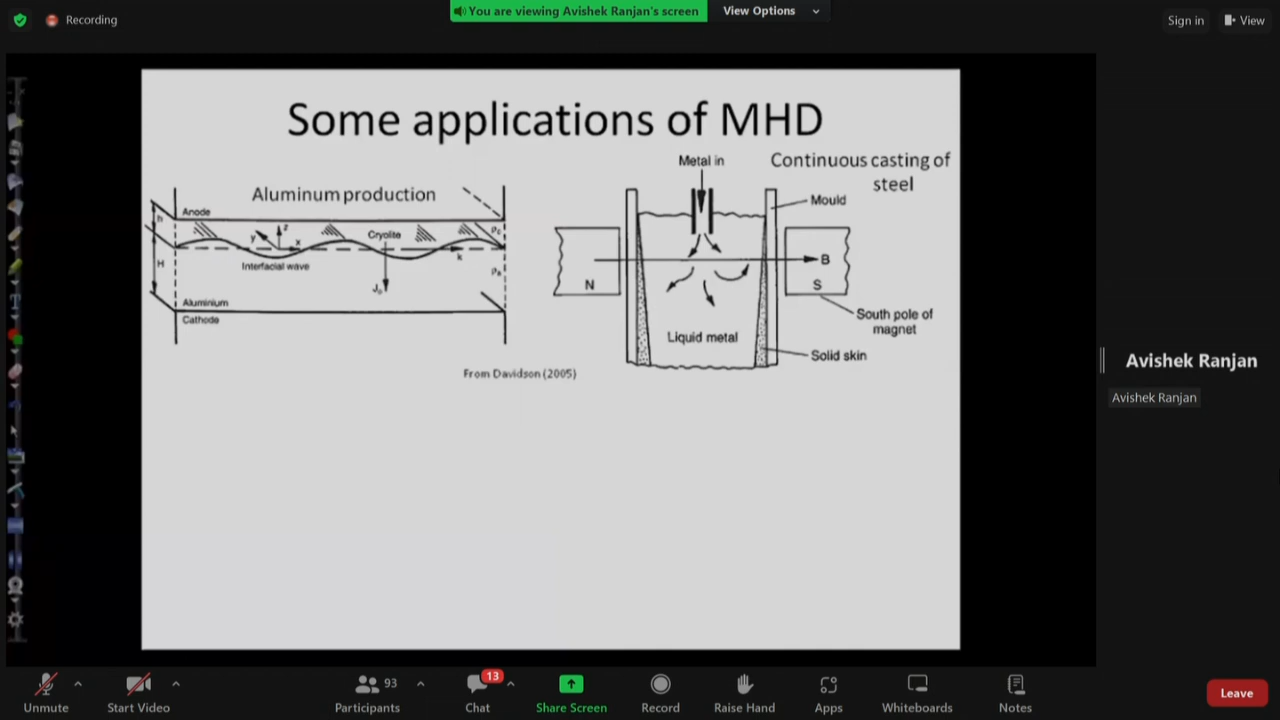 You are viewing Avishek Ranjan's screen
View Options
Recording
Sign in
View
Some applications of MHD
Aluminum production
Anode
h
z
y
x
Cryolite
ρc
k
Interfacial wave
H
J₀
Aluminium
Cathode
From Davidson (2005)
Metal in
Continuous casting of
steel
Mould
B
N
S
South pole of
magnet
Liquid metal
Solid skin
Avishek Ranjan
Avishek Ranjan
Unmute
Start Video
93
Participants
13
Chat
Share Screen
Record
Raise Hand
Apps
Whiteboards
Notes
Leave